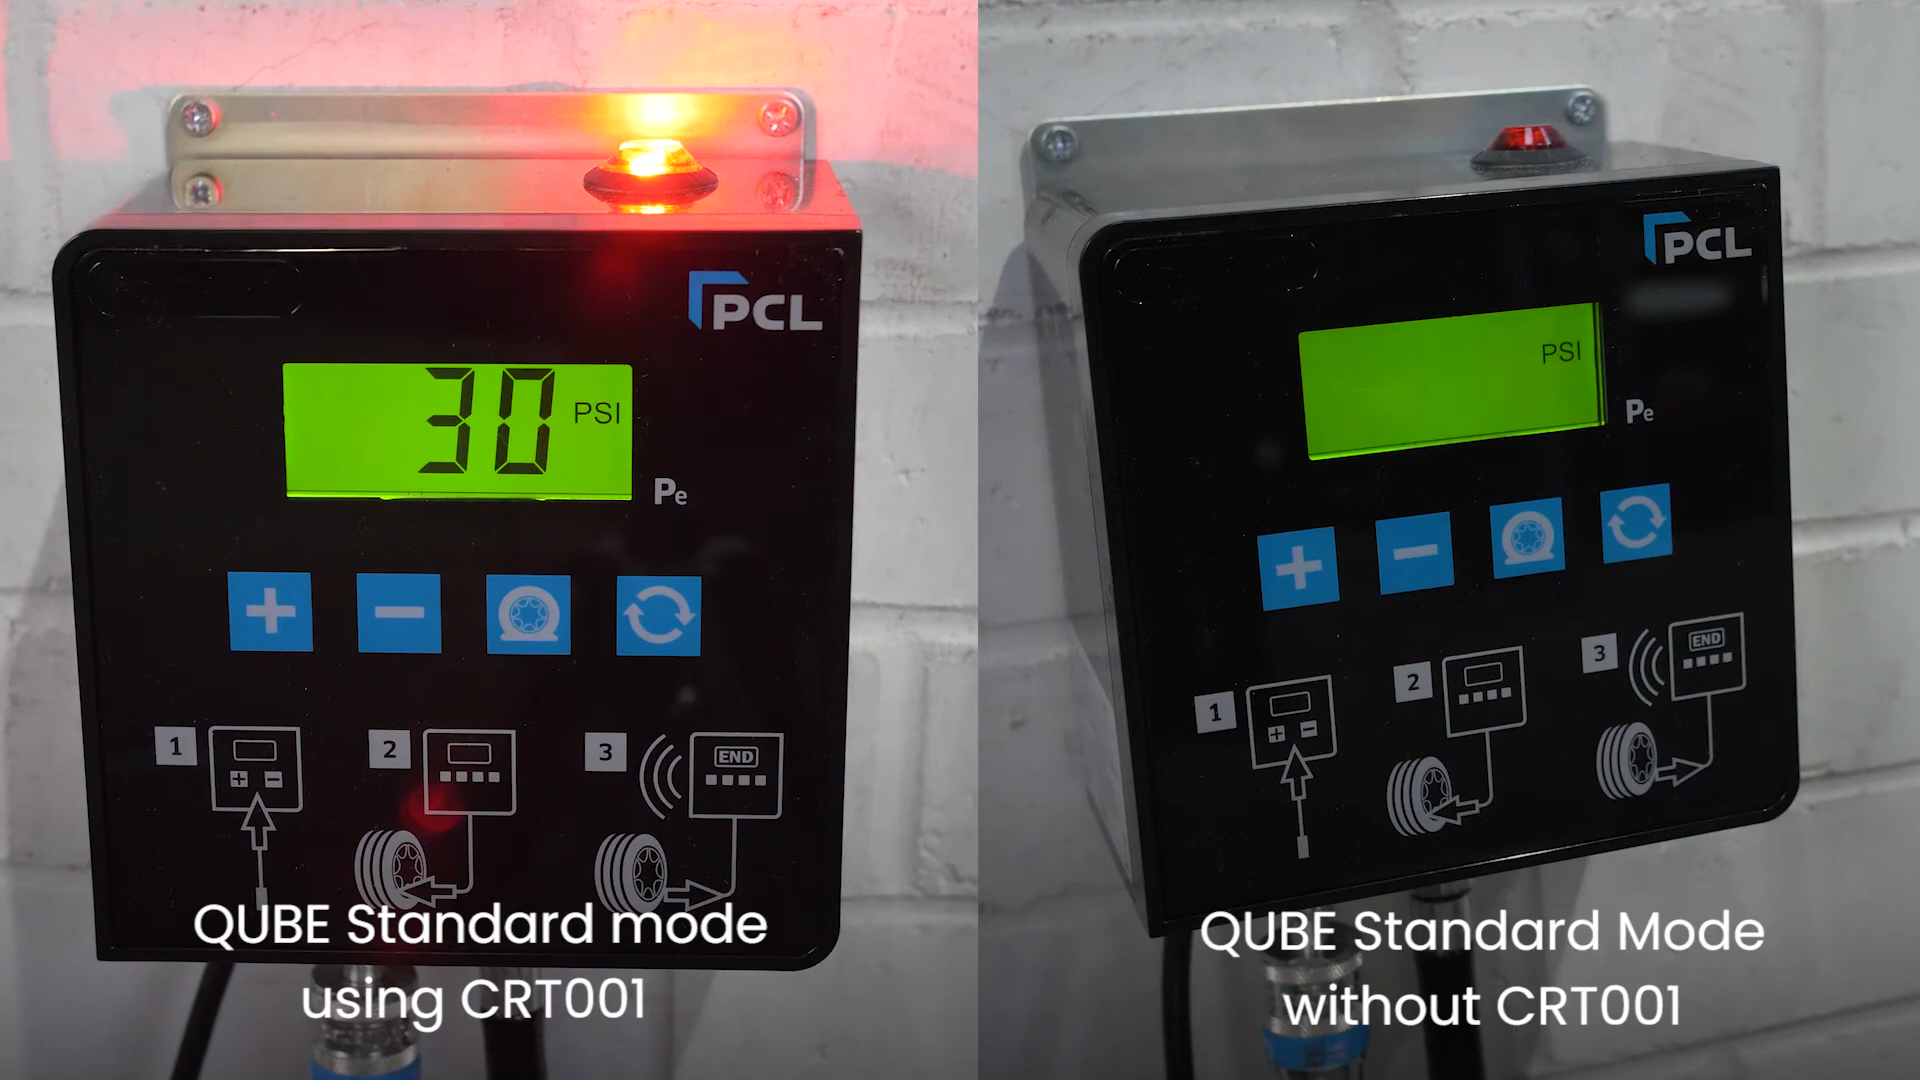 PCL
30 PSI
Pe
1
2
3
END
QUBE Standard mode
using CRT001
PCL
PSI
Pe
1
2
3
END
QUBE Standard Mode
without CRT001